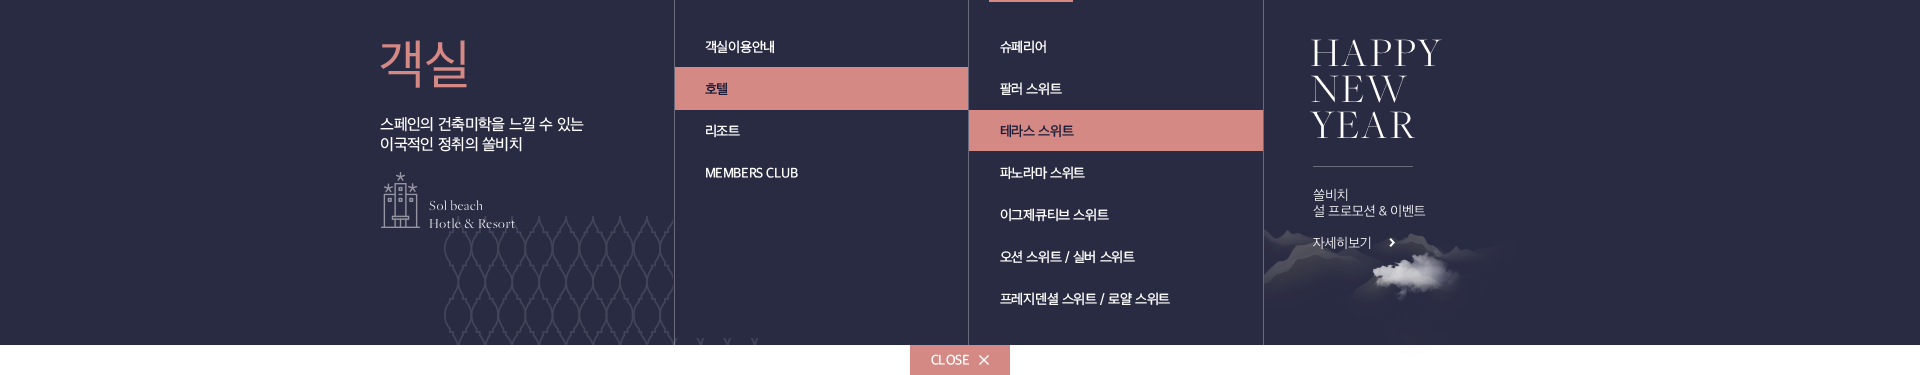 객실
스페인의 건축미학을 느낄 수 있는
이국적인 정취의 쏠비치
Sol beach
Hotle & Resort
객실이용안내
호텔
리조트
MEMBERS CLUB
슈페리어
팔러 스위트
테라스 스위트
파노라마 스위트
이그제큐티브 스위트
오션 스위트 / 실버 스위트
프레지덴셜 스위트 / 로얄 스위트
HAPPY
NEW
YEAR
쏠비치
설 프로모션 & 이벤트
자세히보기
CLOSE